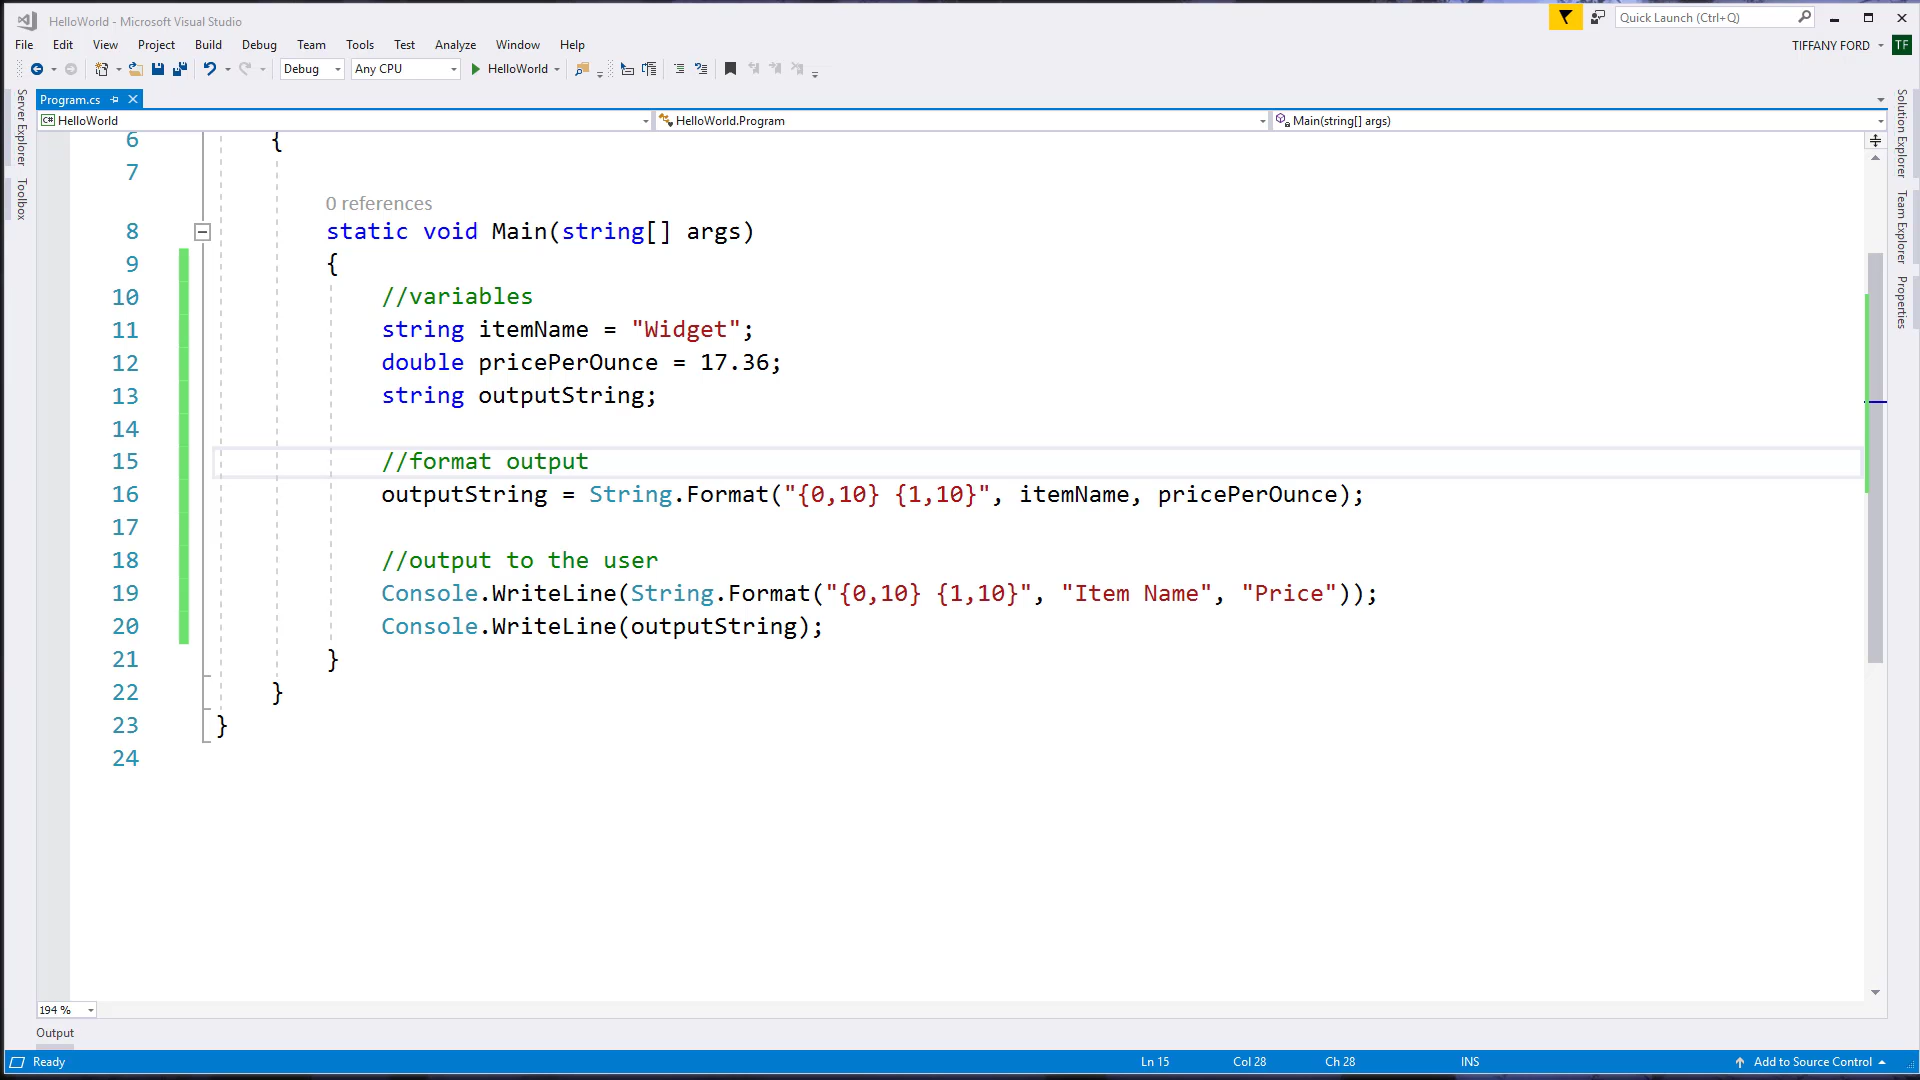 HelloWorld - Microsoft Visual Studio
Quick Launch (Ctrl+Q)
File Edit View Project Build Debug Team Tools Test Analyze Window Help
TIFFANY FORD TF
Debug Any CPU HelloWorld
Server Explorer
Toolbox
Program.cs
C# HelloWorld HelloWorld.Program Main(string[] args)
6 {
7
0 references
8 static void Main(string[] args)
9 {
10 //variables
11 string itemName = "Widget";
12 double pricePerOunce = 17.36;
13 string outputString;
14
15 //format output
16 outputString = String.Format("{0,10} {1,10}", itemName, pricePerOunce);
17
18 //output to the user
19 Console.WriteLine(String.Format("{0,10} {1,10}", "Item Name", "Price"));
20 Console.WriteLine(outputString);
21 }
22 }
23 }
24
Solution Explorer
Team Explorer
Properties
194 %
Output
Ready Ln 15 Col 28 Ch 28 INS Add to Source Control